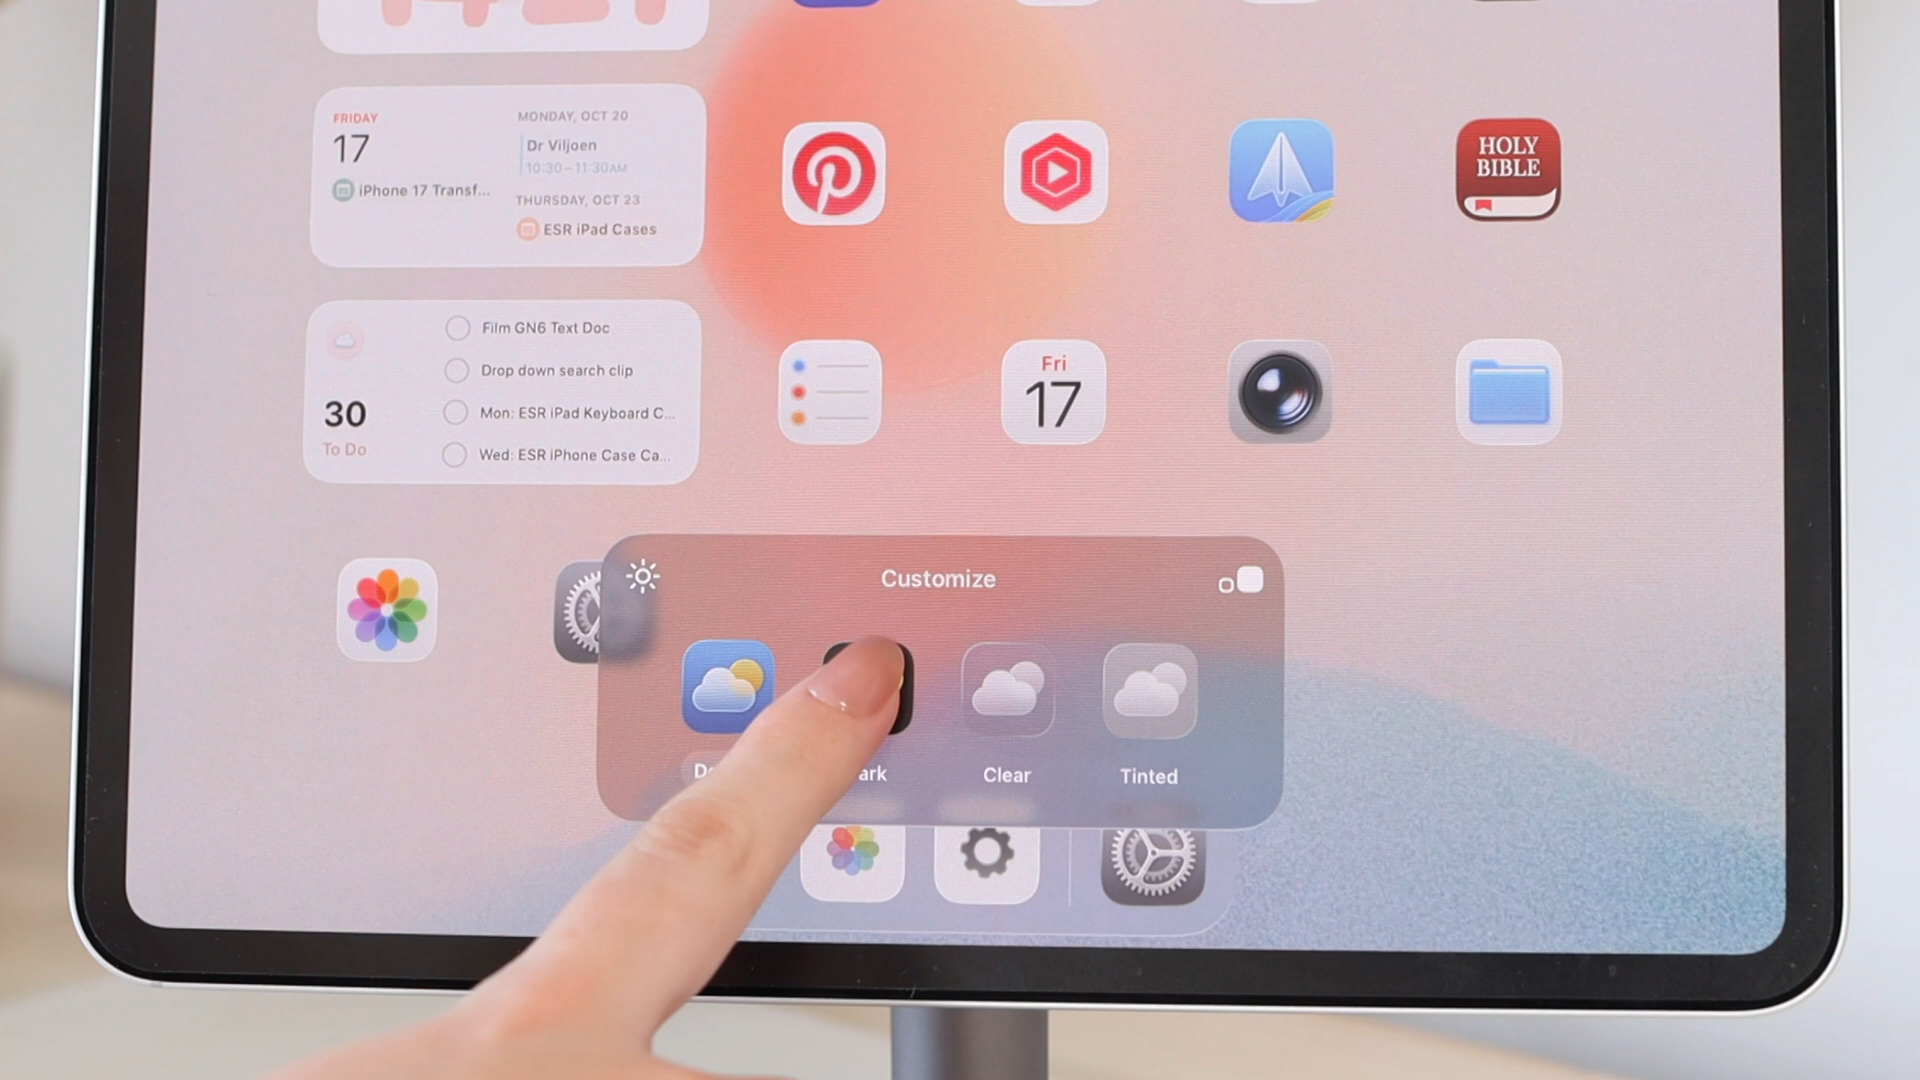 FRIDAY
17
iPhone 17 Transf...
MONDAY, OCT 20
Dr Viljoen
10:30 – 11:30AM
THURSDAY, OCT 23
ESR iPad Cases
HOLY
BIBLE
30
To Do
Film GN6 Text Doc
Drop down search clip
Mon: ESR iPad Keyboard C...
Wed: ESR iPhone Case Ca...
Fri
17
Customize
Clear
Tinted